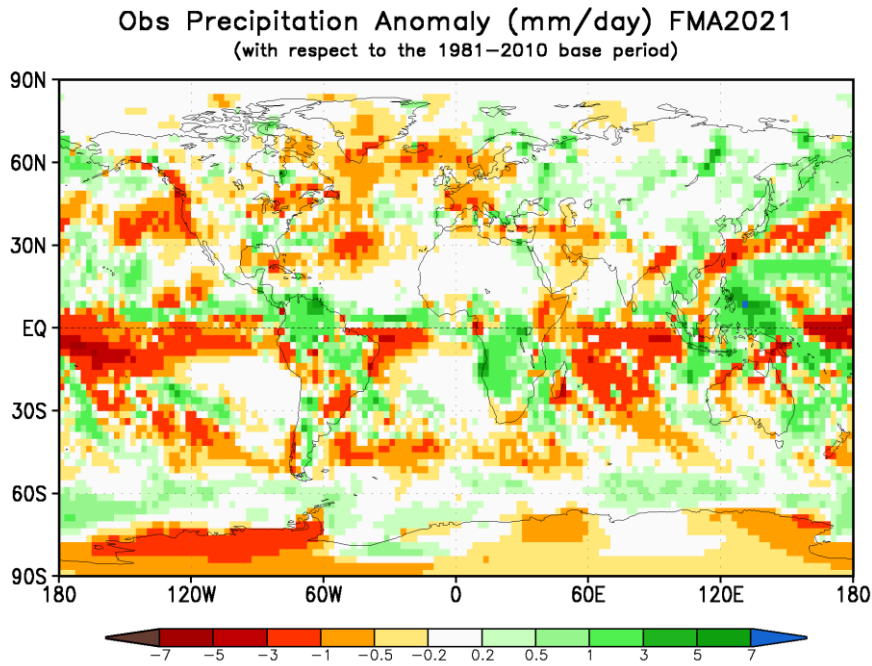 Obs Precipitation Anomaly (mm/day) FMA2021
(with respect to the 1981-2010 base period)
90N
60N
30N
EQ
30S
60S
90S
180 120W 60W 0 60E 120E 180
-7 -5 -3 -1 -0.5 -0.2 0.2 0.5 1 3 5 7